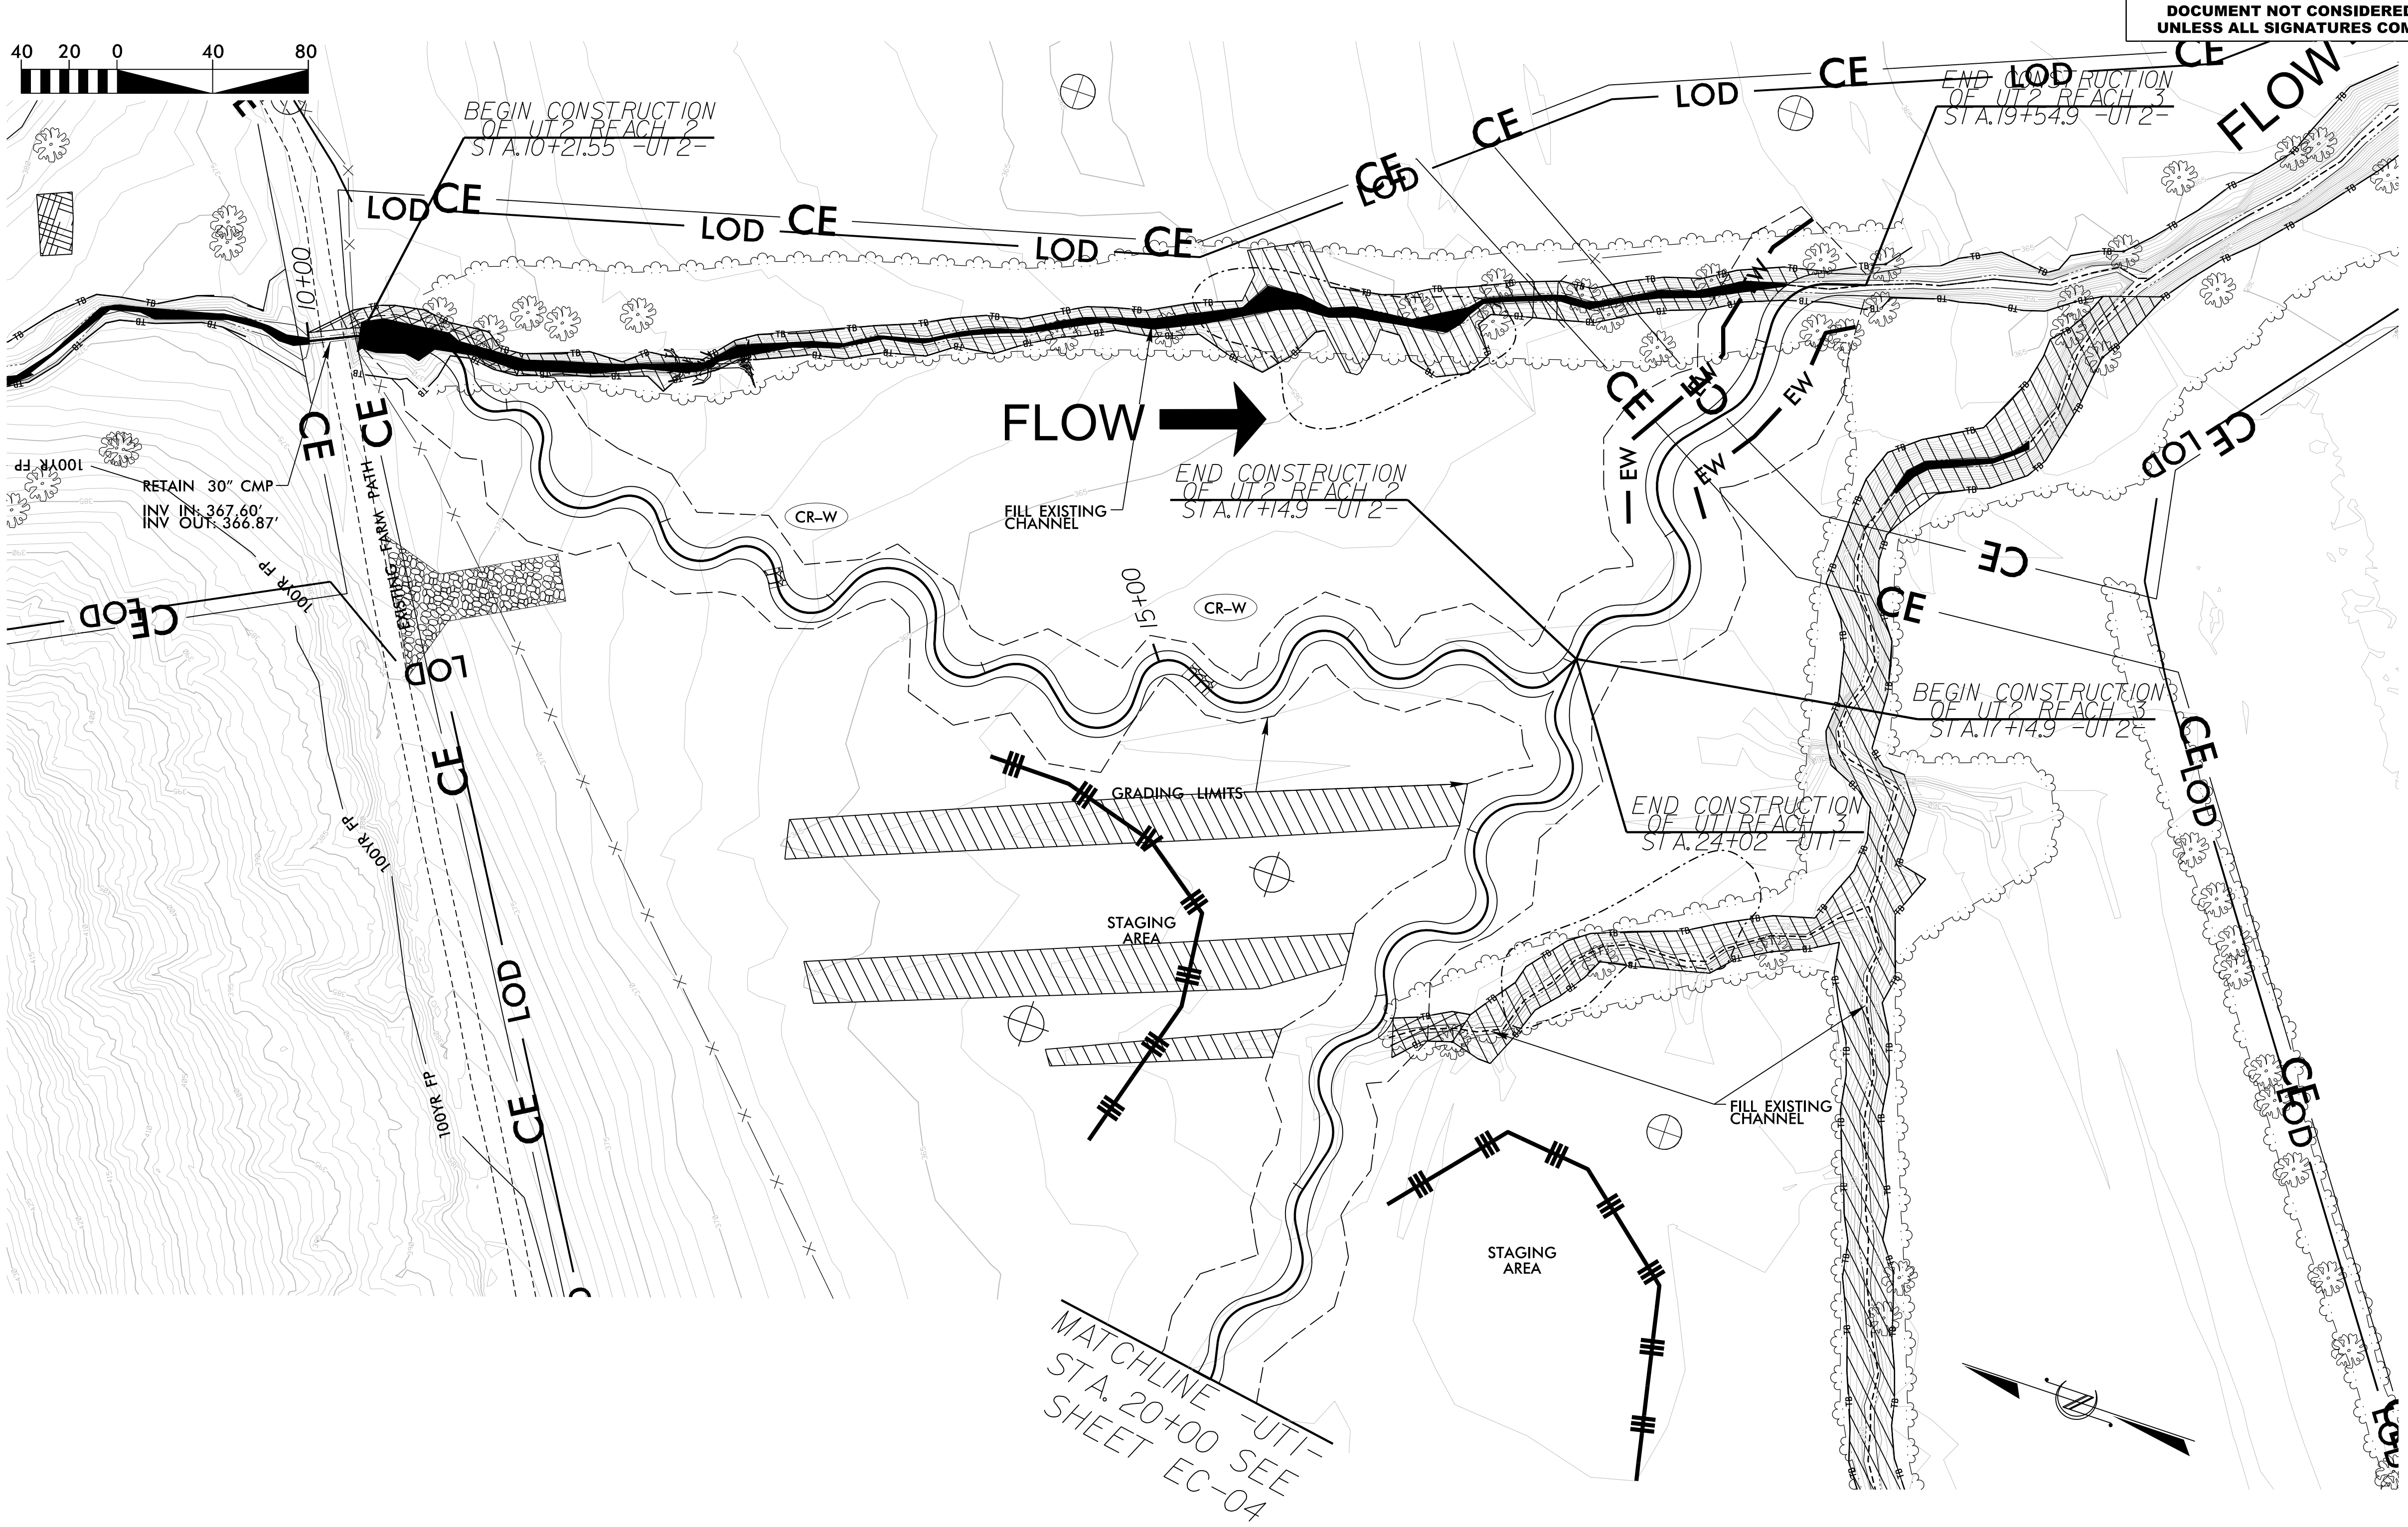 DOCUMENT NOT CONSIDERED
UNLESS ALL SIGNATURES COM
40 20 0 40 80
BEGIN CONSTRUCTION
OF UT2 REACH 2
STA.10+21.55 -UT2-
END CONSTRUCTION
OF UT2 REACH 3
STA.19+54.9 -UT2-
FLOW
CE
CE
CE
CE
CE
CE
CE
LOD
LOD
LOD
LOD
LOD
LOD
10+00
CE
CE
100YR FP
RETAIN 30" CMP
INV IN: 367.60'
INV OUT: 366.87'
EXISTING FARM PATH
100YR FP
CE
LOD
LOD
FLOW
FILL EXISTING
CHANNEL
END CONSTRUCTION
OF UT2 REACH 2
STA.17+14.9 -UT2-
CR-W
CR-W
15+00
EW
EW
EW
EW
EW
CE
CE
CE
CE
LOD
CE
BEGIN CONSTRUCTION
OF UT2 REACH 3
STA.17+14.9 -UT2-
CE
LOD
GRADING LIMITS
END CONSTRUCTION
OF UT1 REACH 3
STA.24+02 -UT1-
CE
100YR FP
STAGING
AREA
LOD
CE
100YR FP
FILL EXISTING
CHANNEL
CE
LOD
STAGING
AREA
MATCHLINE -UT1-
STA. 20+00 SEE
SHEET EC-04
LOD